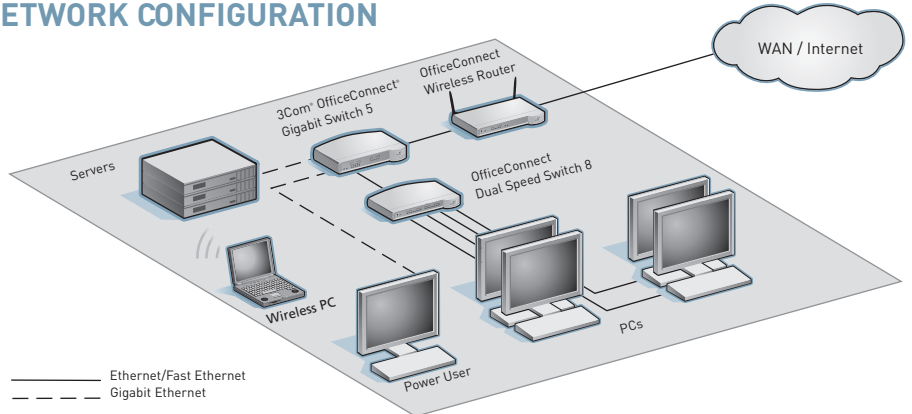 ETWORK CONFIGURATION
WAN / Internet
OfficeConnect
Wireless Router
3Com® OfficeConnect®
Gigabit Switch 5
Servers
OfficeConnect
Dual Speed Switch 8
Wireless PC
PCs
Power User
Ethernet/Fast Ethernet
Gigabit Ethernet